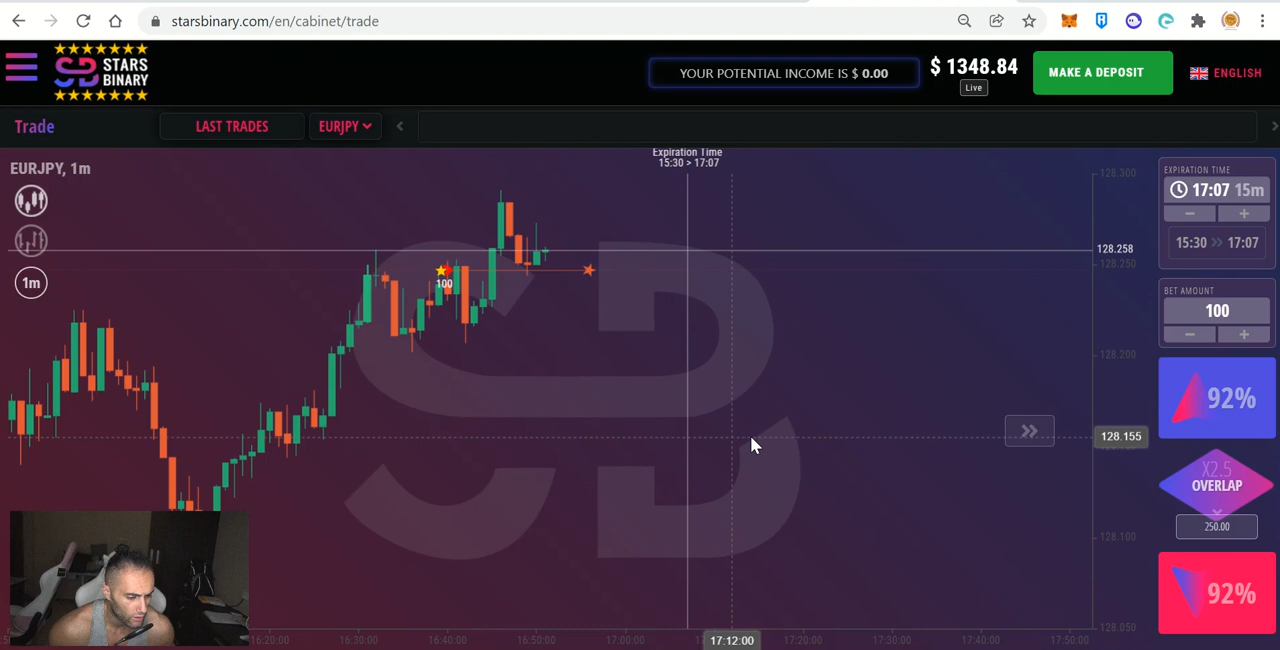 starsbinary.com/en/cabinet/trade
STARS
BINARY
YOUR POTENTIAL INCOME IS $ 0.00
$ 1348.84
Live
MAKE A DEPOSIT
ENGLISH
Trade
LAST TRADES
EURJPY
EURJPY, 1m
Expiration Time
15:30 > 17:07
128.300
128.258
128.250
128.200
128.155
128.100
128.050
100
1m
EXPIRATION TIME
17:07 15m
15:30 » 17:07
BET AMOUNT
100
92%
X2.5
OVERLAP
250.00
92%
16:20:00
16:30:00
16:40:00
16:50:00
17:00:00
17:12:00
17:20:00
17:30:00
17:40:00
17:50:00